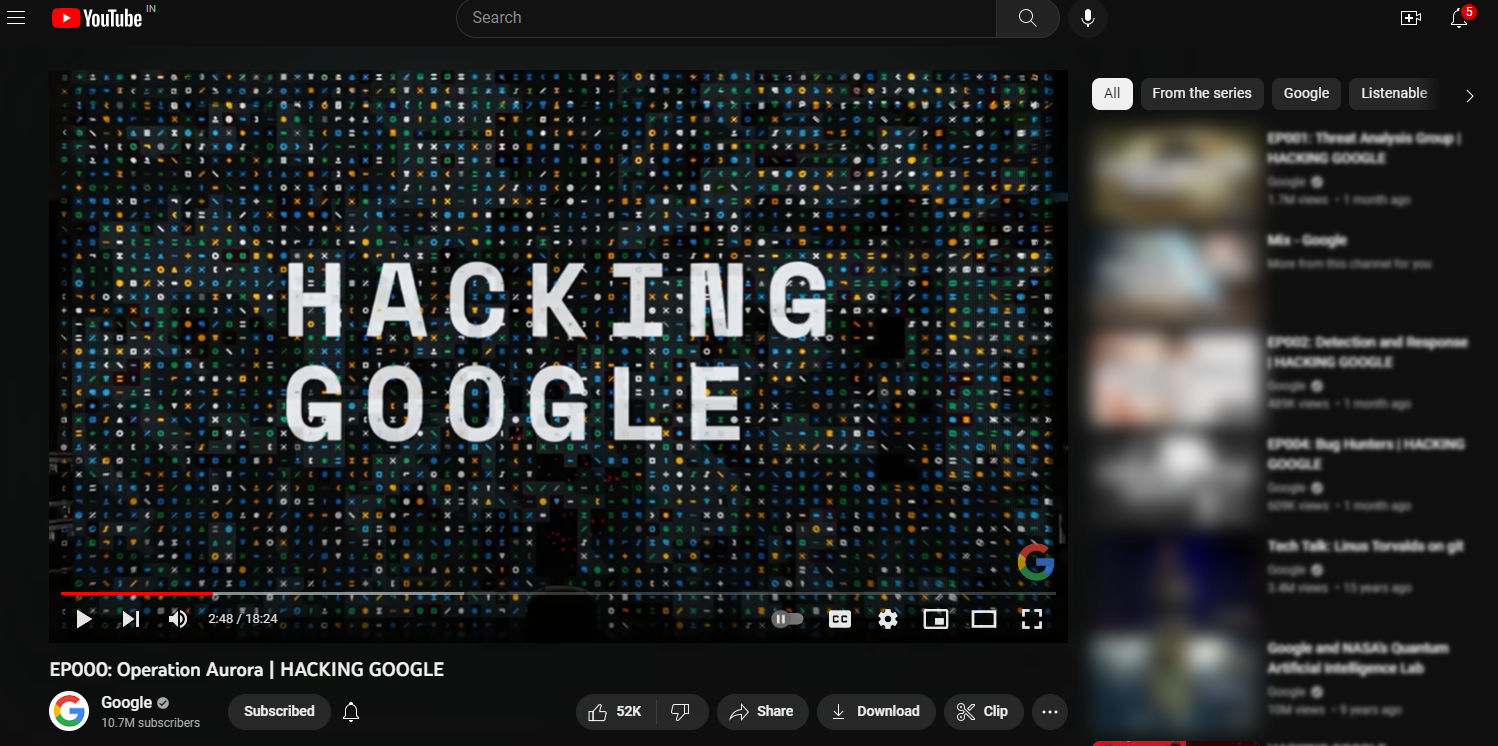 YouTube IN
Search
5
HACKING
GOOGLE
2:48 / 18:24
CC
EP000: Operation Aurora | HACKING GOOGLE
Google
10.7M subscribers
Subscribed
52K
Share
Download
Clip
All
From the series
Google
Listenable
EP001: Threat Analysis Group |
HACKING GOOGLE
Google
1.7M views • 1 month ago
Mix - Google
More from this channel for you
EP002: Detection and Response
| HACKING GOOGLE
Google
489K views • 1 month ago
EP004: Bug Hunters | HACKING
GOOGLE
Google
609K views • 1 month ago
Tech Talk: Linus Torvalds on git
Google
3.4M views • 15 years ago
Google and NASA's Quantum
Artificial Intelligence Lab
Google
10M views • 9 years ago